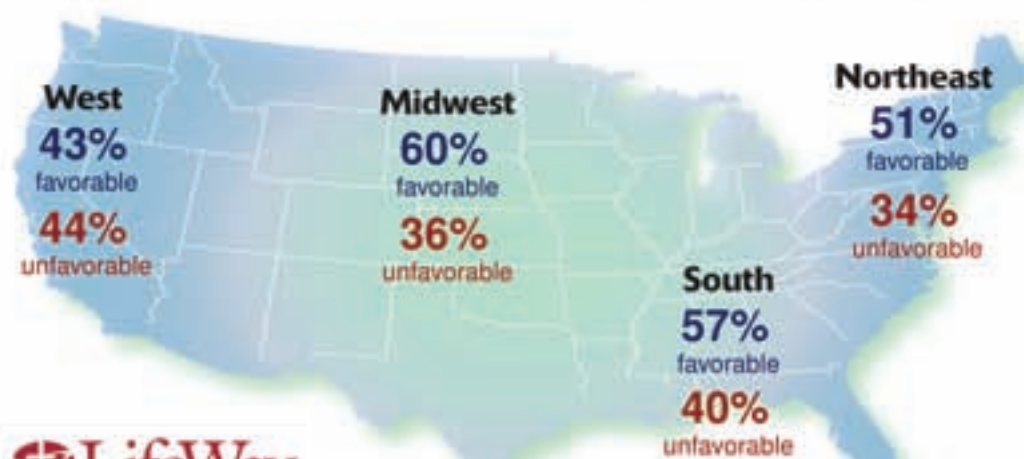 West
43%
favorable
44%
unfavorable
Midwest
60%
favorable
36%
unfavorable
Northeast
51%
favorable
34%
unfavorable
South
57%
favorable
40%
unfavorable
LifeWay